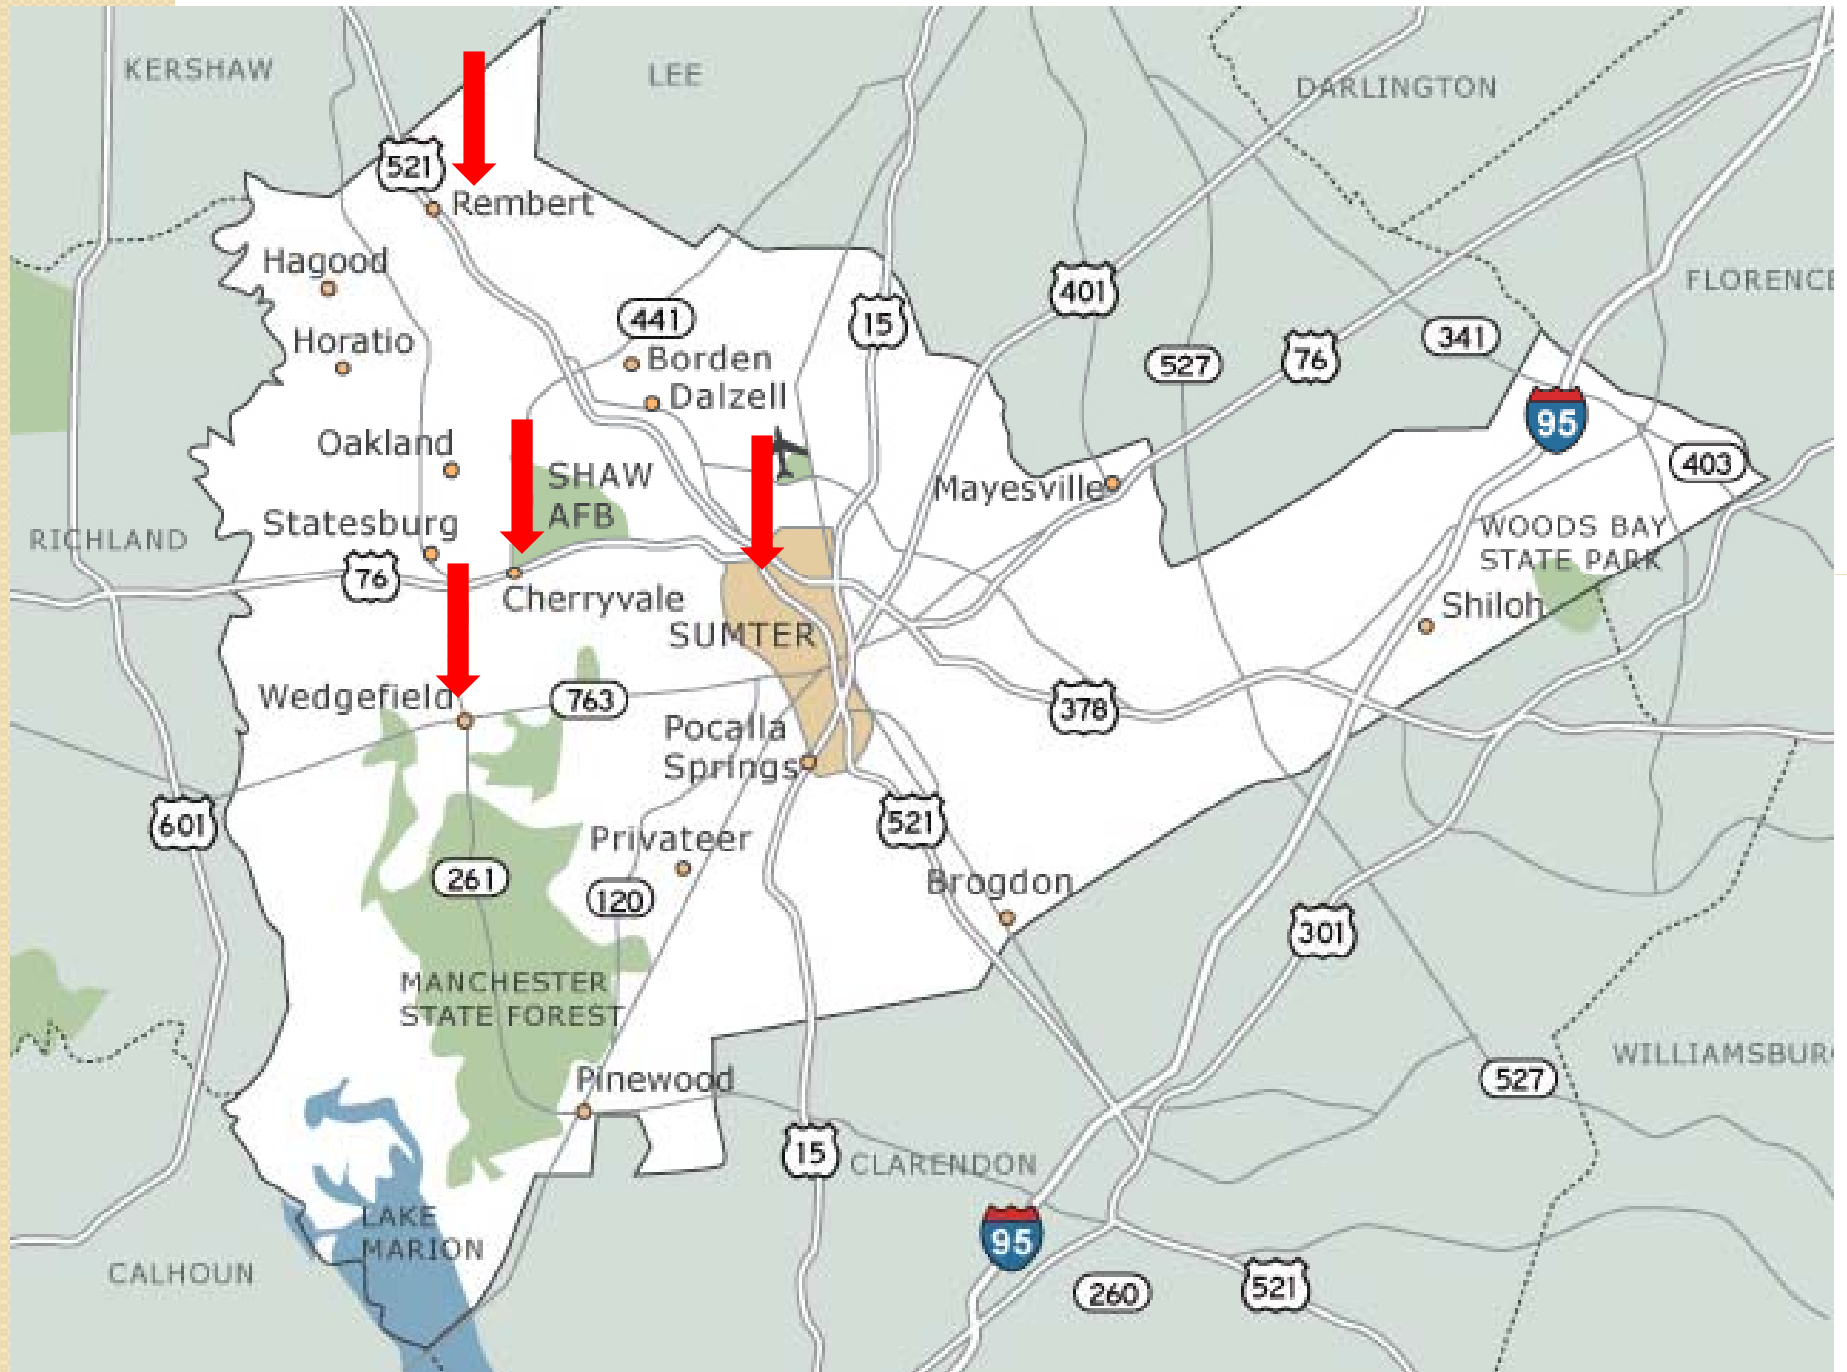 KERSHAW
LEE
DARLINGTON
521
Rembert
Hagood
FLORENCE
401
441
15
Horatio
341
76
527
Borden
Dalzell
95
Oakland
403
SHAW
AFB
Mayesville
Statesburg
WOODS BAY
STATE PARK
RICHLAND
76
Cherryvale
Shiloh
SUMTER
Wedgefield
763
378
Pocalla
Springs
601
521
Privateer
261
120
Brogdon
301
MANCHESTER
STATE FOREST
WILLIAMSBUR
Pinewood
527
15
CLARENDON
LAKE
MARION
95
CALHOUN
260
521